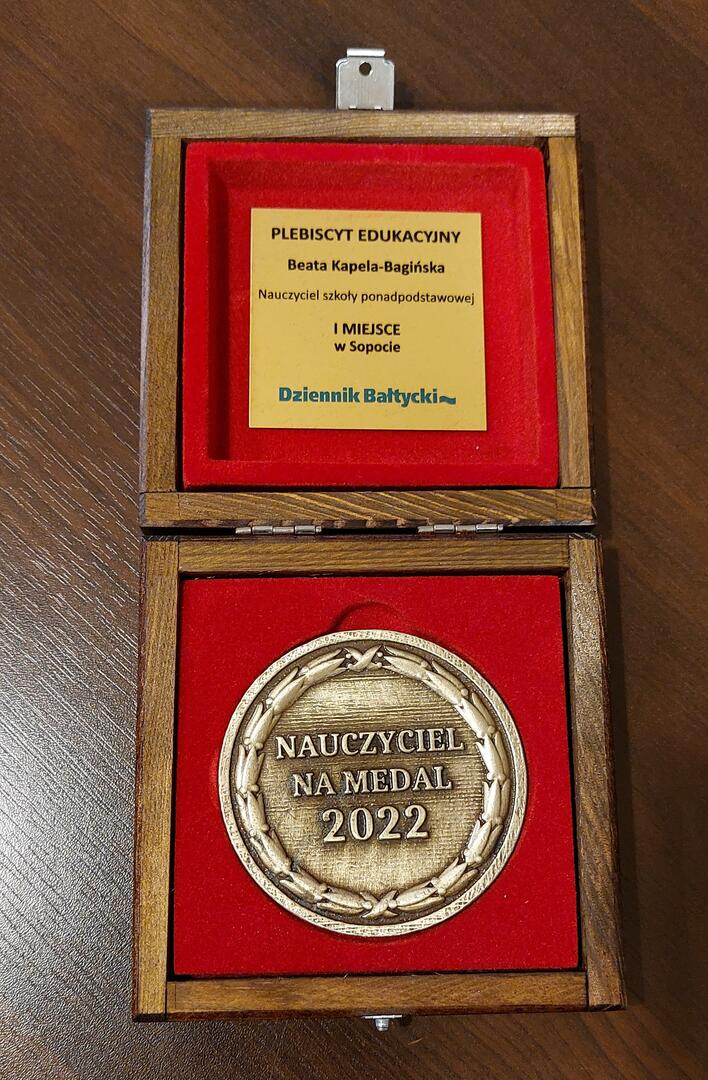 PLEBISCYT EDUKACYJNY
Beata Kapela-Bagińska
Nauczyciel szkoły ponadpodstawowej
I MIEJSCE
w Sopocie
Dziennik Bałtycki
NAUCZYCIEL
NA MEDAL
2022